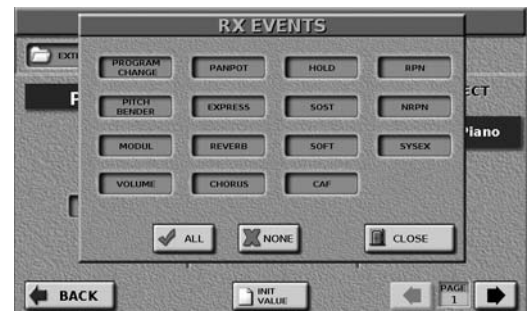 RX EVENTS
EXTE
PROGRAM
CHANGE
PANPOT
HOLD
RPN
PITCH
BENDER
EXPRESS
SOST
NRPN
MODUL
REVERB
SOFT
SYSEX
VOLUME
CHORUS
CAF
ECT
Piano
ALL
NONE
CLOSE
BACK
INIT
VALUE
PAGE
1